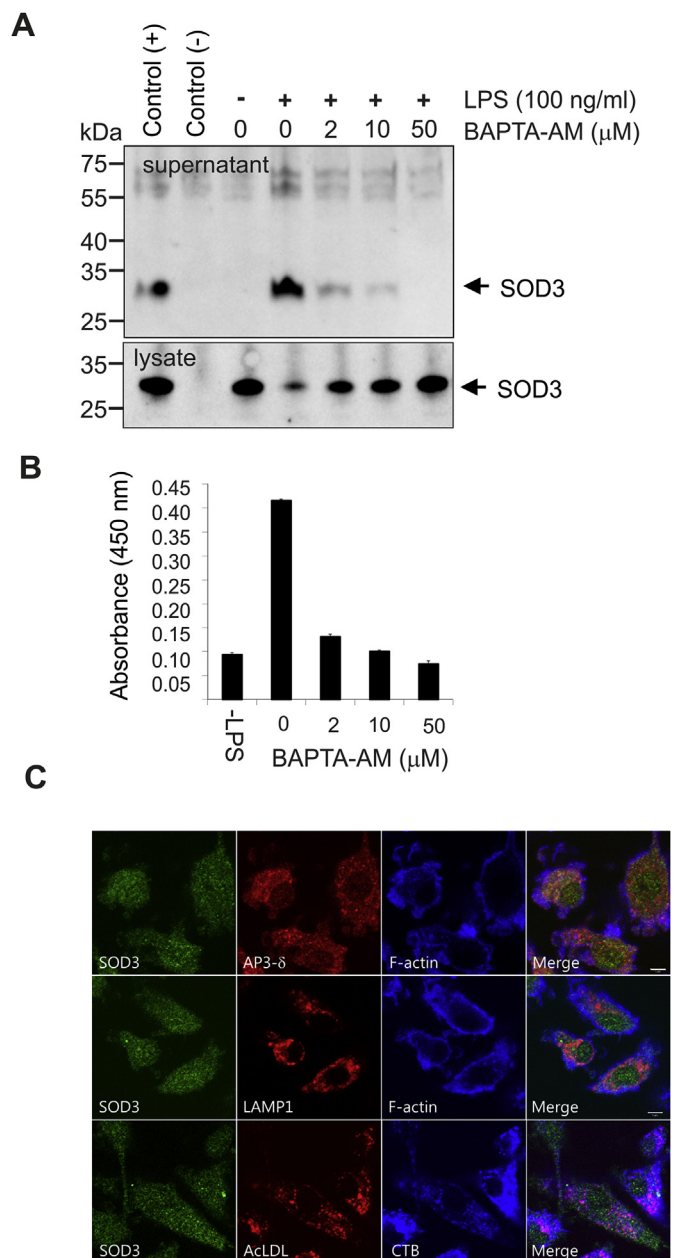 A
Control (+)
Control (-)
- + + + + LPS (100 ng/ml)
kDa 0 0 2 10 50 BAPTA-AM (μM)
supernatant
75
55
40
35
25
SOD3
lysate
35
25
SOD3
B
Absorbance (450 nm)
0.45
0.40
0.35
0.30
0.25
0.20
0.15
0.10
0.05
-LPS 0 2 10 50
BAPTA-AM (μM)
C
SOD3 AP3-δ F-actin Merge
SOD3 LAMP1 F-actin Merge
SOD3 AcLDL CTB Merge